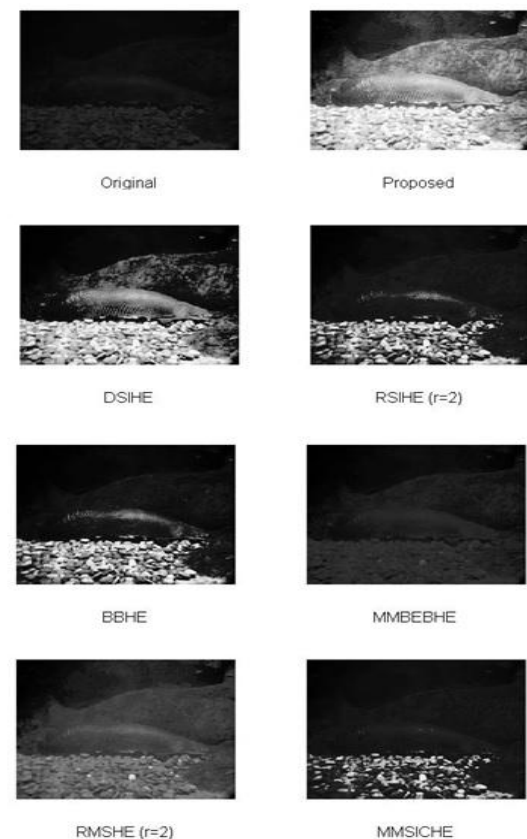 Original
Proposed
DSIHE
RSIHE (r=2)
BBHE
MMBEBHE
RMSHE (r=2)
MMSICHE